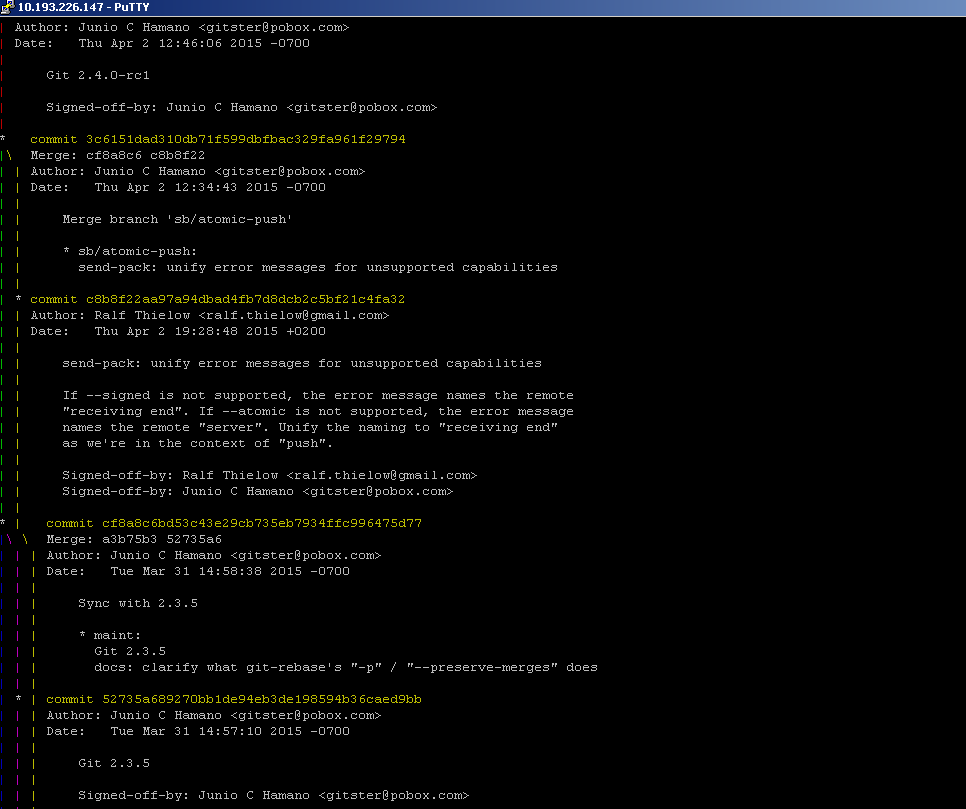 10.193.226.147 - PuTTY
| Author: Junio C Hamano <gitster@pobox.com>
| Date:   Thu Apr 2 12:46:06 2015 -0700
|
|     Git 2.4.0-rc1
|
|     Signed-off-by: Junio C Hamano <gitster@pobox.com>
|
*   commit 3c6151dad310db71f599dbfbac329fa961f29794
|\  Merge: cf8a8c6 c8b8f22
| | Author: Junio C Hamano <gitster@pobox.com>
| | Date:   Thu Apr 2 12:34:43 2015 -0700
| |
| |     Merge branch 'sb/atomic-push'
| |
| |     * sb/atomic-push:
| |       send-pack: unify error messages for unsupported capabilities
| |
| * commit c8b8f22aa97a94dbad4fb7d8dcb2c5bf21c4fa32
| | Author: Ralf Thielow <ralf.thielow@gmail.com>
| | Date:   Thu Apr 2 19:28:48 2015 +0200
| |
| |     send-pack: unify error messages for unsupported capabilities
| |
| |     If --signed is not supported, the error message names the remote
| |     "receiving end". If --atomic is not supported, the error message
| |     names the remote "server". Unify the naming to "receiving end"
| |     as we're in the context of "push".
| |
| |     Signed-off-by: Ralf Thielow <ralf.thielow@gmail.com>
| |     Signed-off-by: Junio C Hamano <gitster@pobox.com>
| |
* |   commit cf8a8c6bd53c43e29cb735eb7934ffc996475d77
|\ \  Merge: a3b75b3 52735a6
| | | Author: Junio C Hamano <gitster@pobox.com>
| | | Date:   Tue Mar 31 14:58:38 2015 -0700
| | |
| | |     Sync with 2.3.5
| | |
| | |     * maint:
| | |       Git 2.3.5
| | |       docs: clarify what git-rebase's "-p" / "--preserve-merges" does
| | |
| * | commit 52735a689270bb1de94eb3de198594b36caed9bb
| | | Author: Junio C Hamano <gitster@pobox.com>
| | | Date:   Tue Mar 31 14:57:10 2015 -0700
| | |
| | |     Git 2.3.5
| | |
| | |     Signed-off-by: Junio C Hamano <gitster@pobox.com>